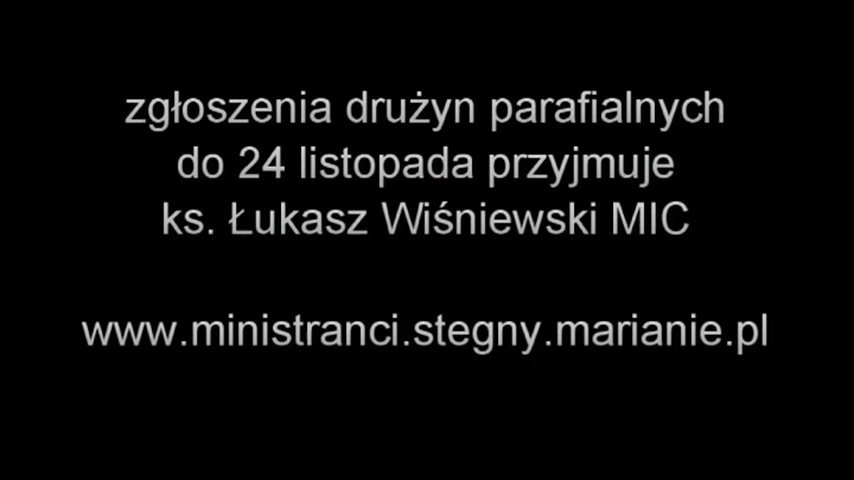 zgłoszenia drużyn parafialnych
do 24 listopada przyjmuje
ks. Łukasz Wiśniewski MIC
www.ministranci.stegny.marianie.pl